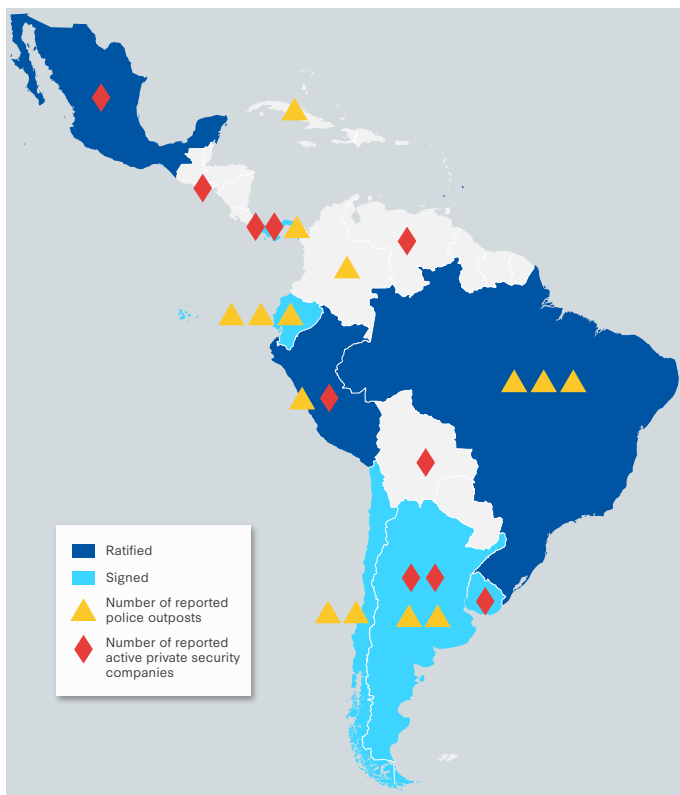 Ratified
Signed
Number of reported
police outposts
Number of reported
active private security
companies